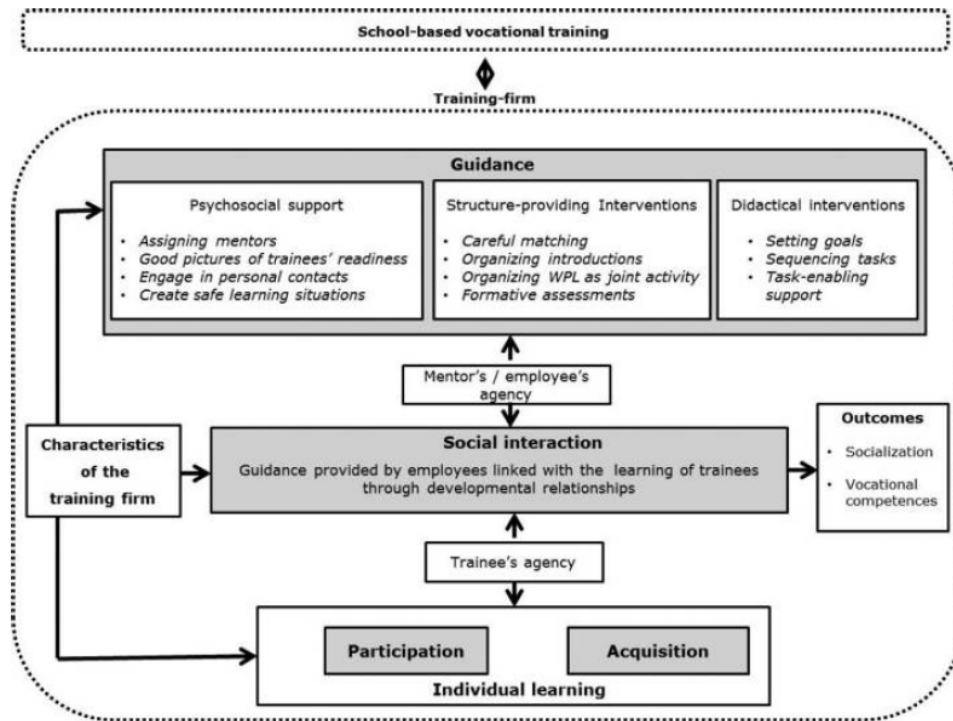 School-based vocational training
Training-firm
Guidance
Psychosocial support
• Assigning mentors
• Good pictures of trainees' readiness
• Engage in personal contacts
• Create safe learning situations
Structure-providing Interventions
• Careful matching
• Organizing introductions
• Organizing WPL as joint activity
• Formative assessments
Didactical interventions
• Setting goals
• Sequencing tasks
• Task-enabling
support
Mentor's / employee's
agency
Characteristics
of the
training firm
Social interaction
Guidance provided by employees linked with the learning of trainees
through developmental relationships
Outcomes
• Socialization
• Vocational
competences
Trainee's agency
Participation
Acquisition
Individual learning